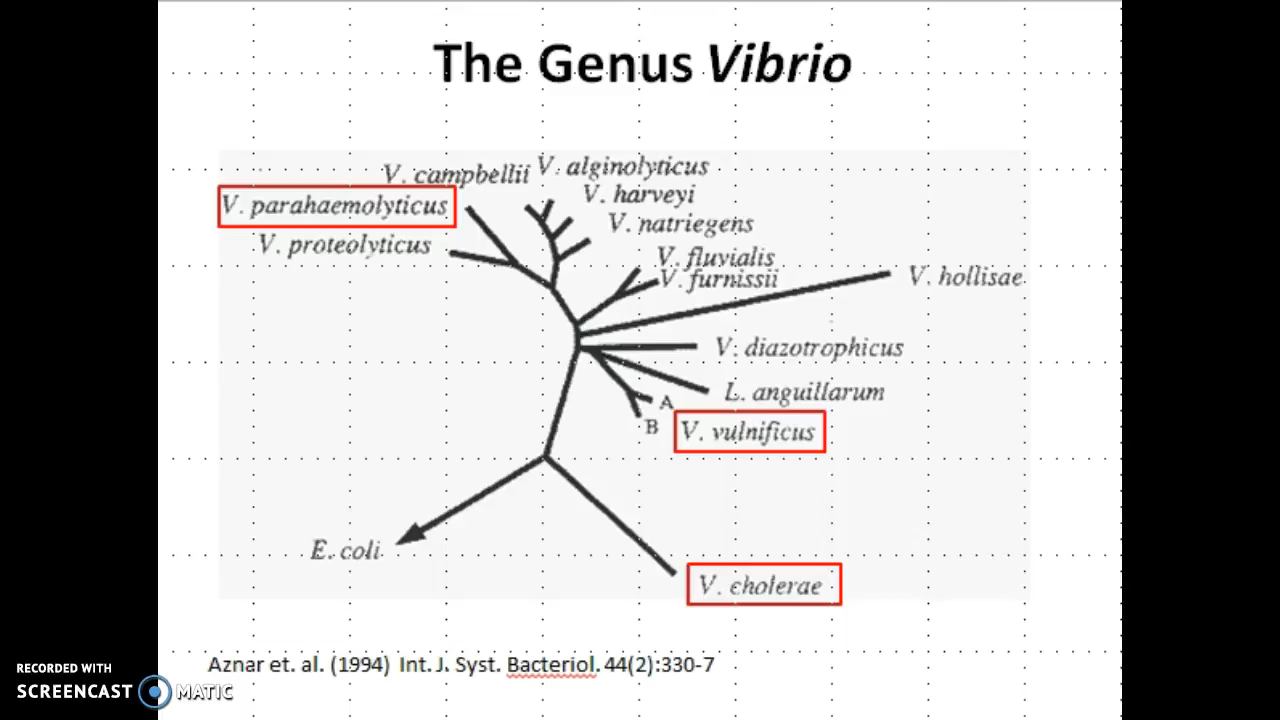 The Genus Vibrio
V. campbellii
V. alginolyticus
V. parahaemolyticus
V. harveyi
V. natriegens
V. proteolyticus
V. fluvialis
V. furnissii
V. hollisae
V. diazotrophicus
L. anguillarum
A
B
V. vulnificus
E. coli
V. cholerae
Aznar et. al. (1994) Int. J. Syst. Bacteriol. 44(2):330-7
RECORDED WITH
SCREENCAST MATIC